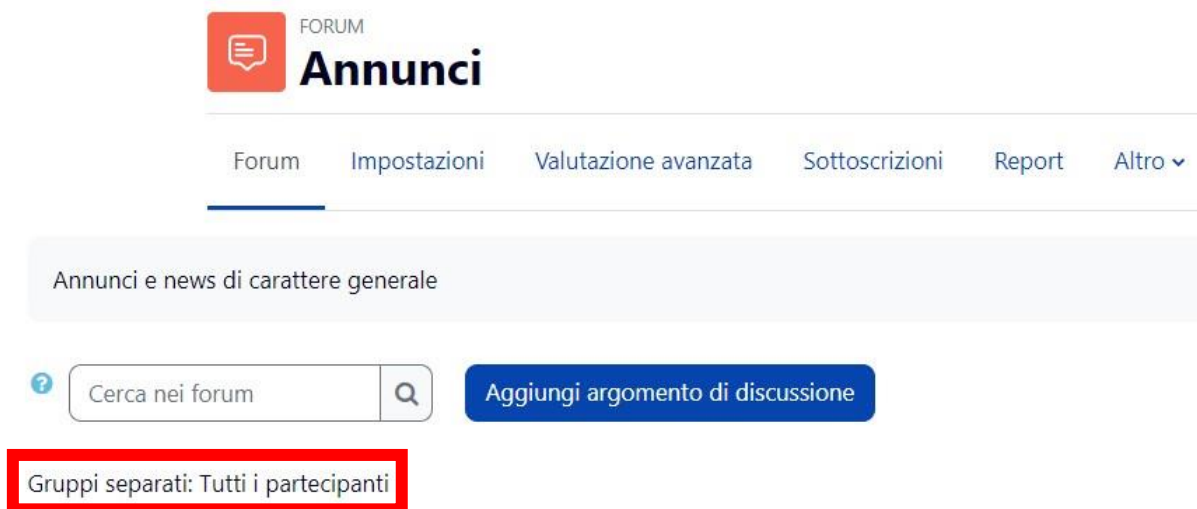 FORUM
Annunci
Forum Impostazioni Valutazione avanzata Sottoscrizioni Report Altro
Annunci e news di carattere generale
Cerca nei forum Aggiungi argomento di discussione
Gruppi separati: Tutti i partecipanti